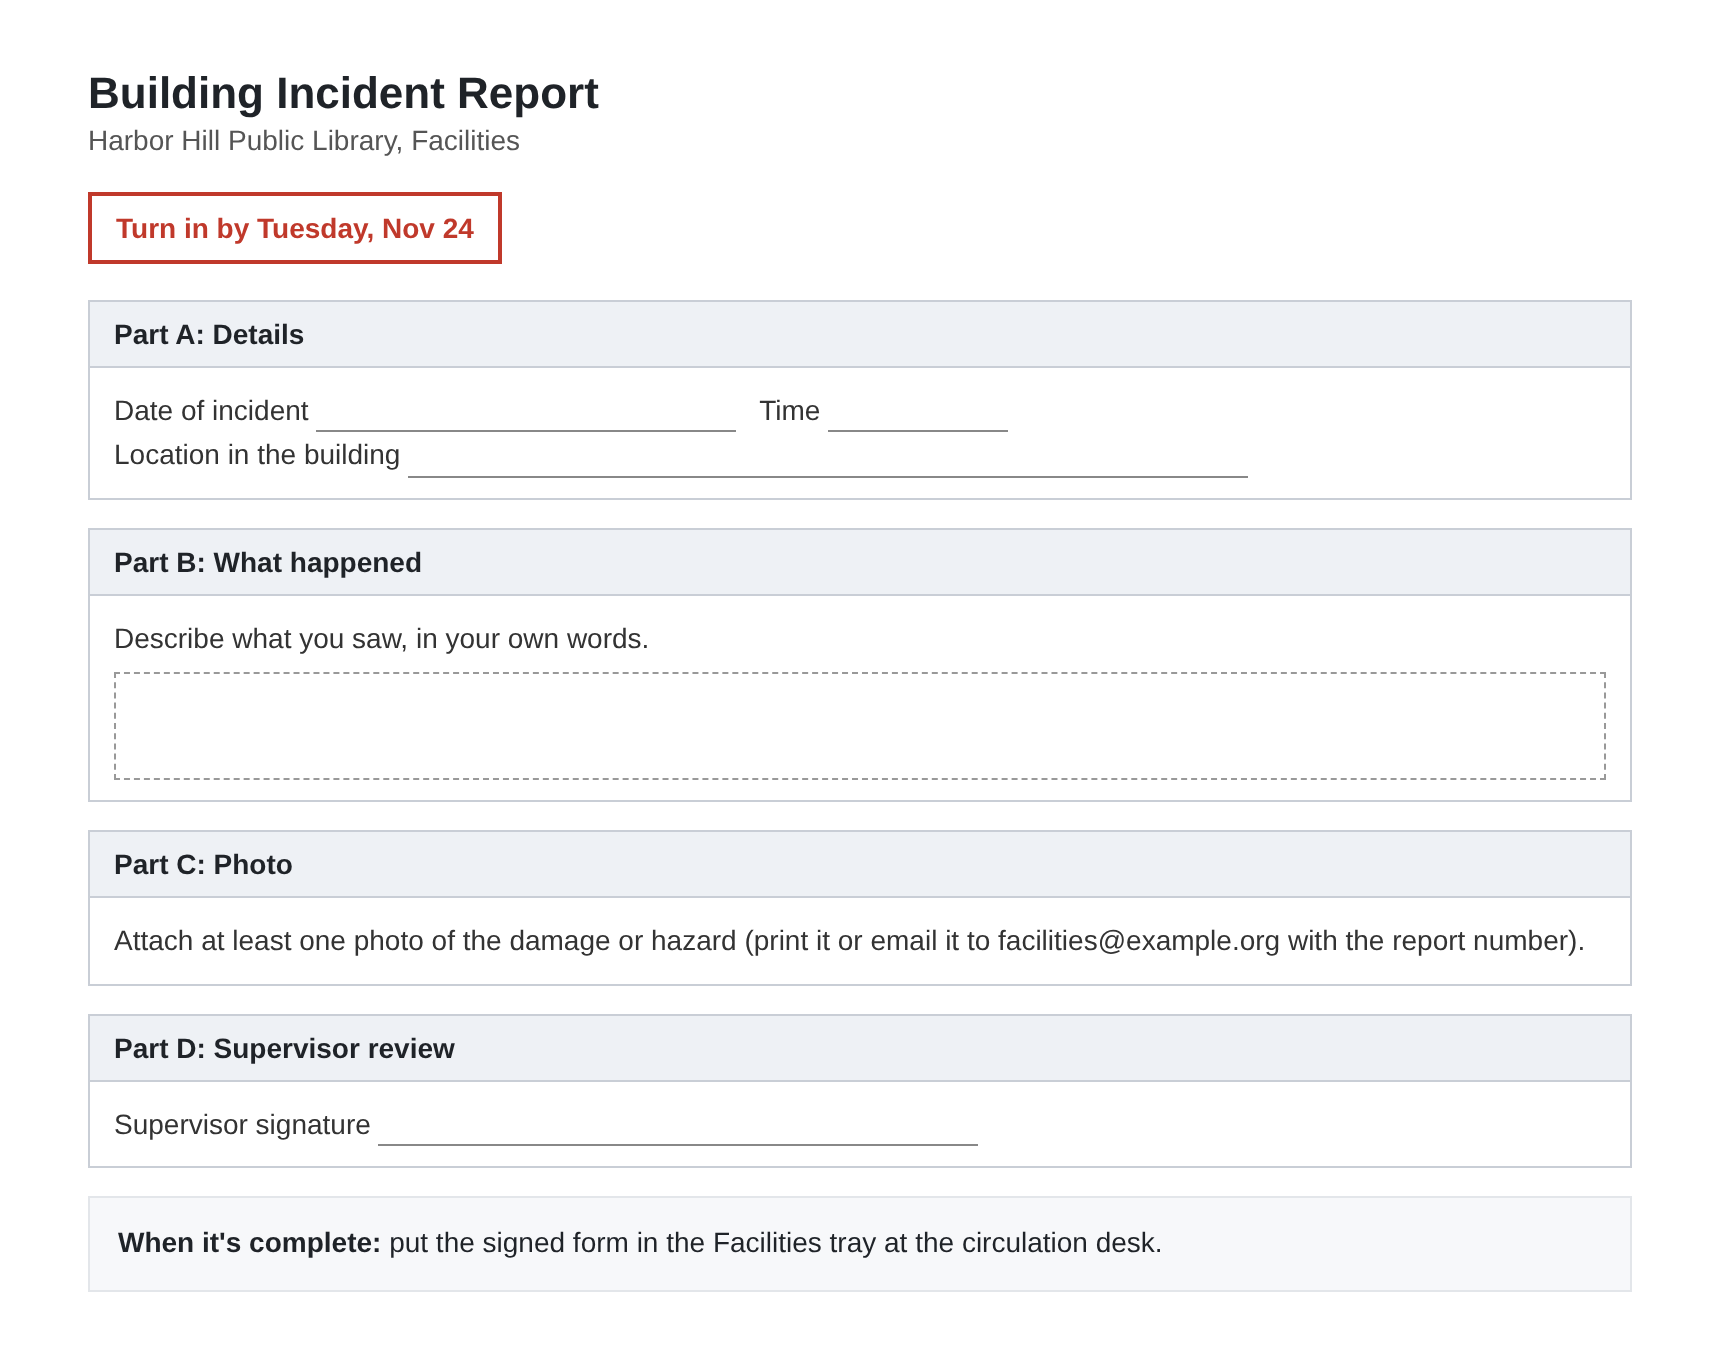 Building Incident Report
Harbor Hill Public Library, Facilities
Turn in by Tuesday, Nov 24
Part A: Details
Date of incident Time
Location in the building
Part B: What happened
Describe what you saw, in your own words.
Part C: Photo
Attach at least one photo of the damage or hazard (print it or email it to facilities@example.org with the report number).
Part D: Supervisor review
Supervisor signature
When it's complete: put the signed form in the Facilities tray at the circulation desk.